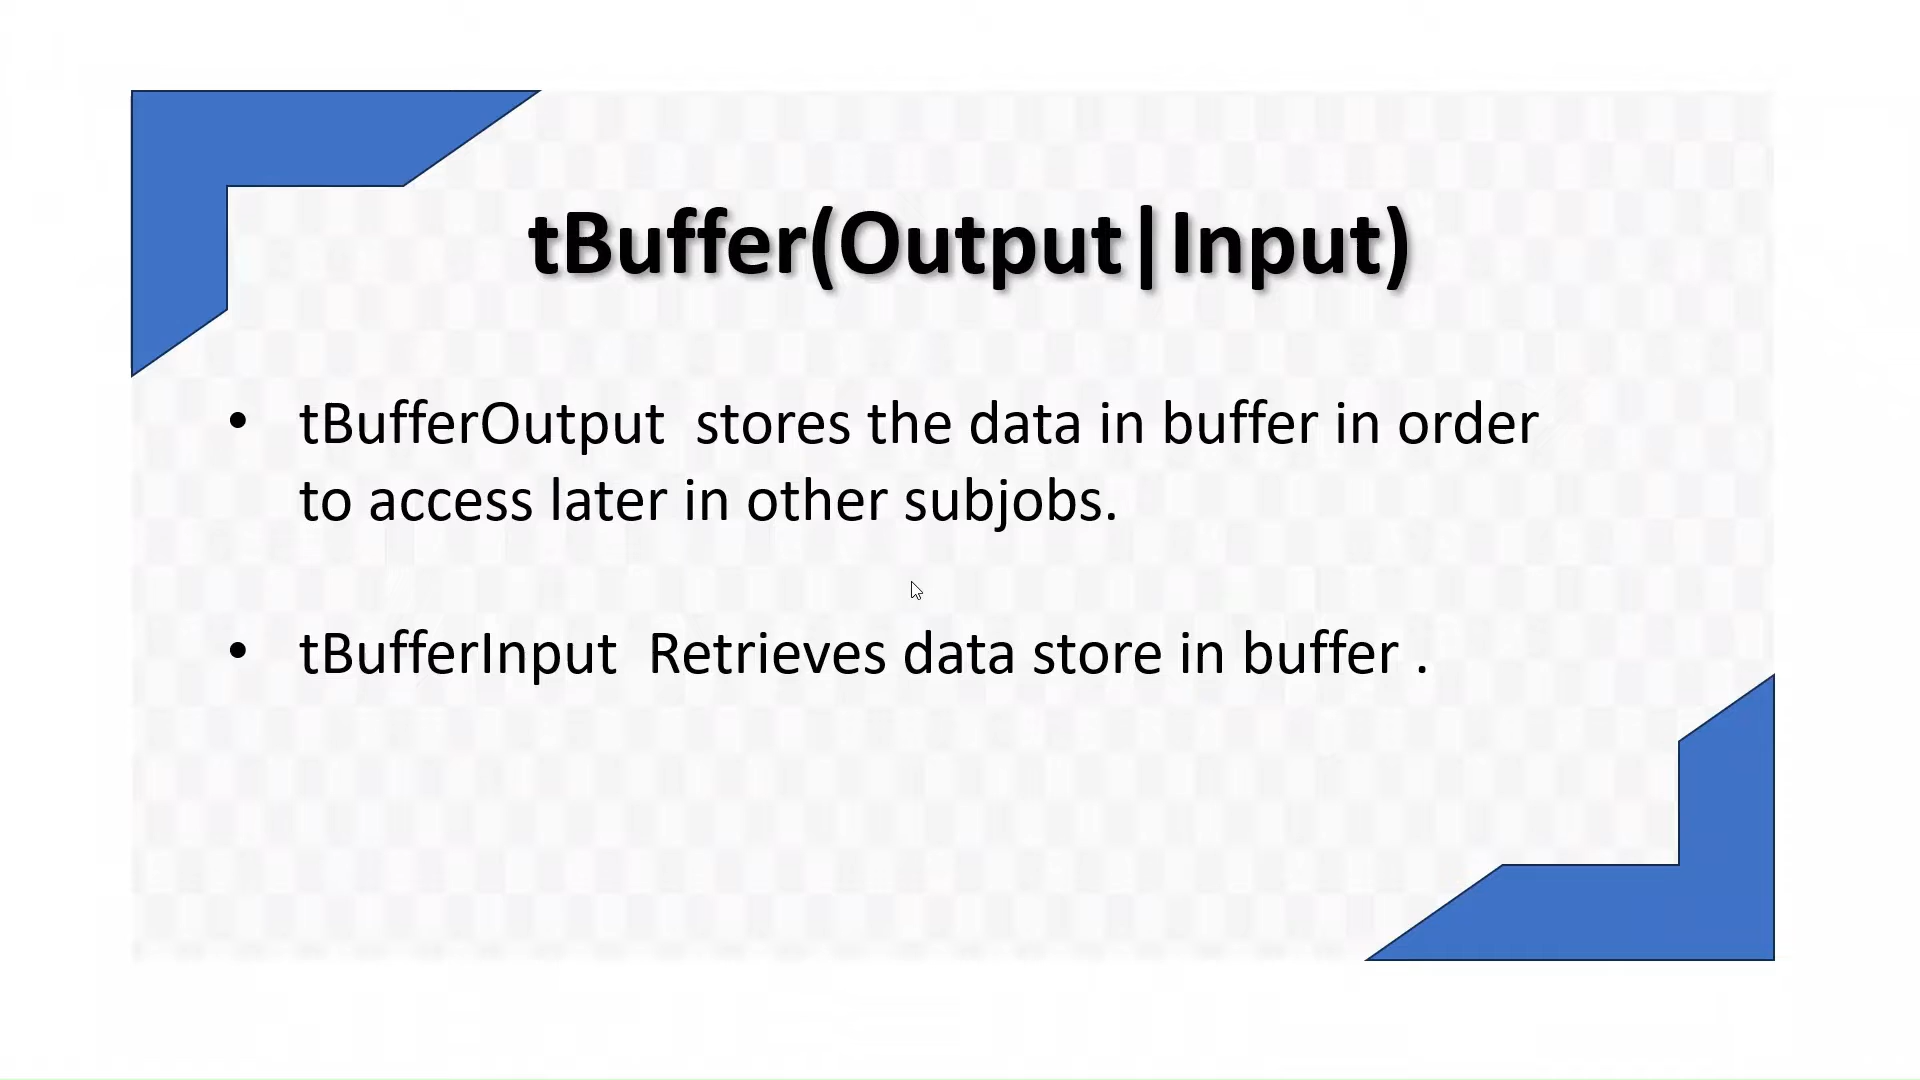 tBuffer(Output|Input)
• tBufferOutput  stores the data in buffer in order
to access later in other subjobs.
• tBufferInput  Retrieves data store in buffer .